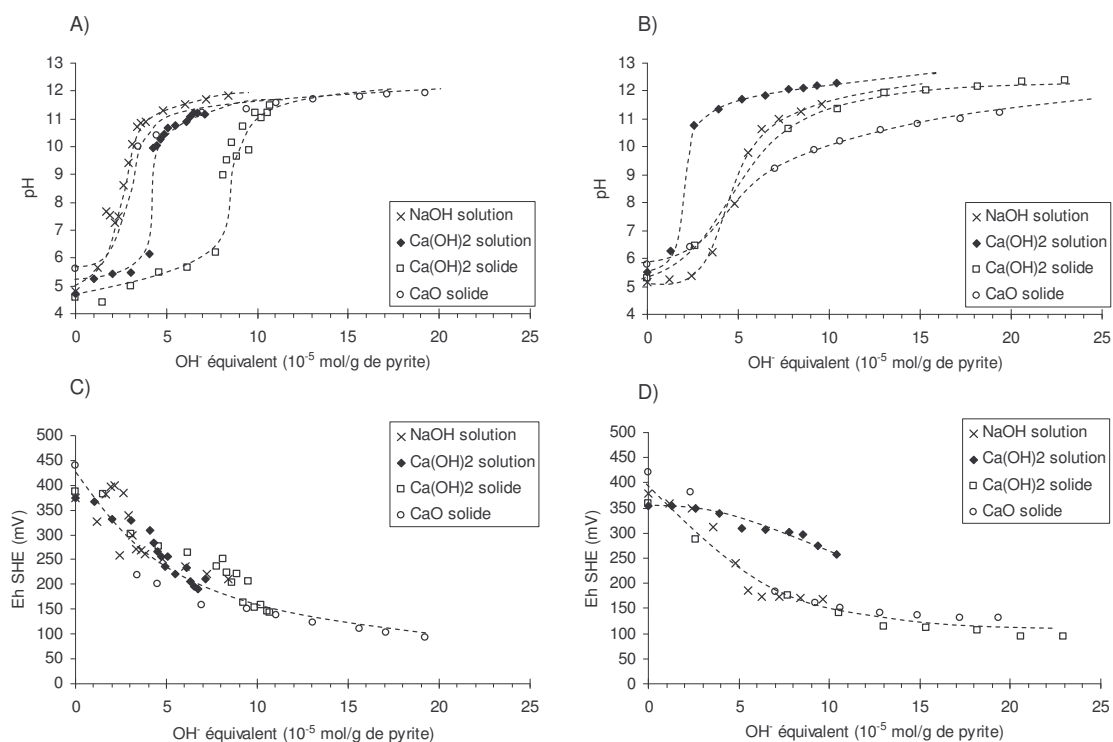 A)
13
12
11
10
9
8
7
6
5
4
pH
0 5 10 15 20 25
OH⁻ équivalent (10⁻⁵ mol/g de pyrite)
NaOH solution
Ca(OH)2 solution
Ca(OH)2 solide
CaO solide
B)
13
12
11
10
9
8
7
6
5
4
pH
0 5 10 15 20 25
OH⁻ équivalent (10⁻⁵ mol/g de pyrite)
NaOH solution
Ca(OH)2 solution
Ca(OH)2 solide
CaO solide
C)
500
450
400
350
300
250
200
150
100
50
0
Eh SHE (mV)
0 5 10 15 20 25
OH⁻ équivalent (10⁻⁵ mol/g de pyrite)
NaOH solution
Ca(OH)2 solution
Ca(OH)2 solide
CaO solide
D)
500
450
400
350
300
250
200
150
100
50
0
Eh SHE (mV)
0 5 10 15 20 25
OH⁻ équivalent (10⁻⁵ mol/g de pyrite)
NaOH solution
Ca(OH)2 solution
Ca(OH)2 solide
CaO solide